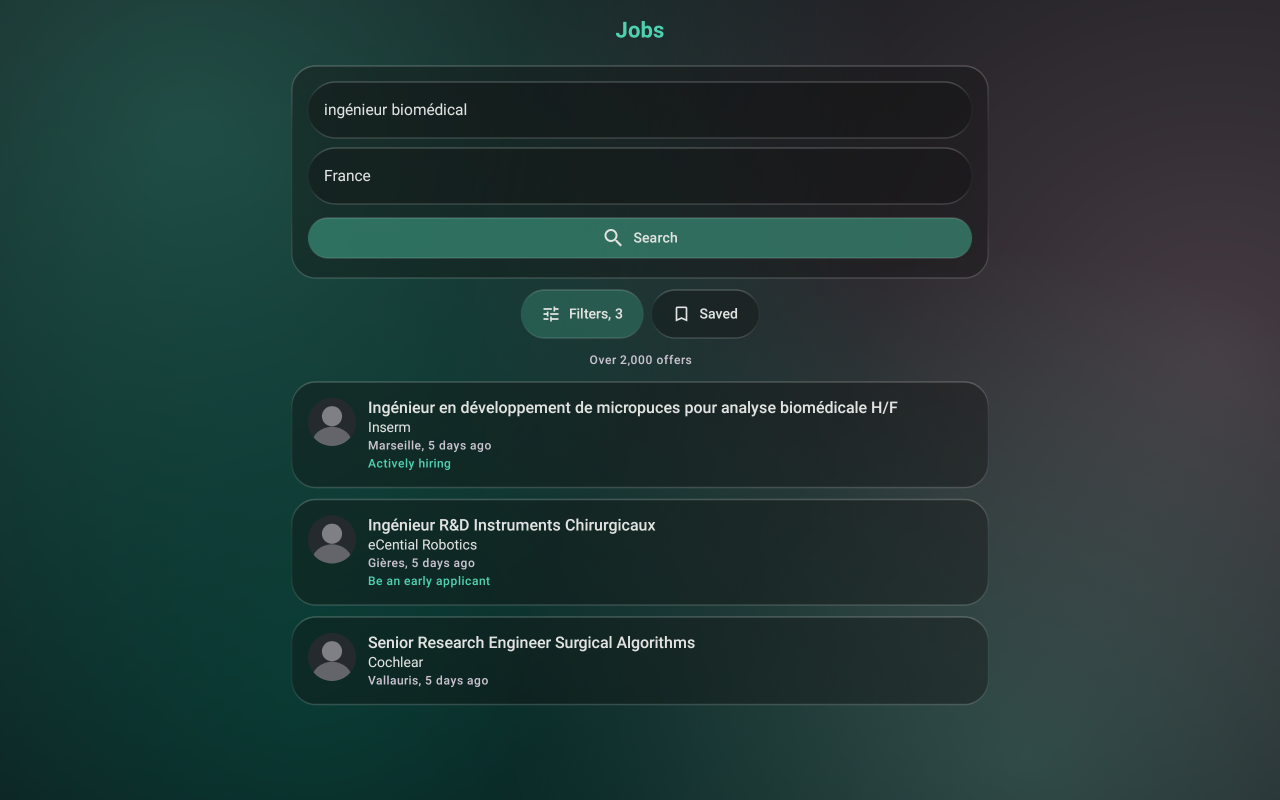 Jobs
ingénieur biomédical
France
Search
Filters, 3
Saved
Over 2,000 offers
Ingénieur en développement de micropuces pour analyse biomédicale H/F
Inserm
Marseille, 5 days ago
Actively hiring
Ingénieur R&D Instruments Chirurgicaux
eCential Robotics
Gières, 5 days ago
Be an early applicant
Senior Research Engineer Surgical Algorithms
Cochlear
Vallauris, 5 days ago